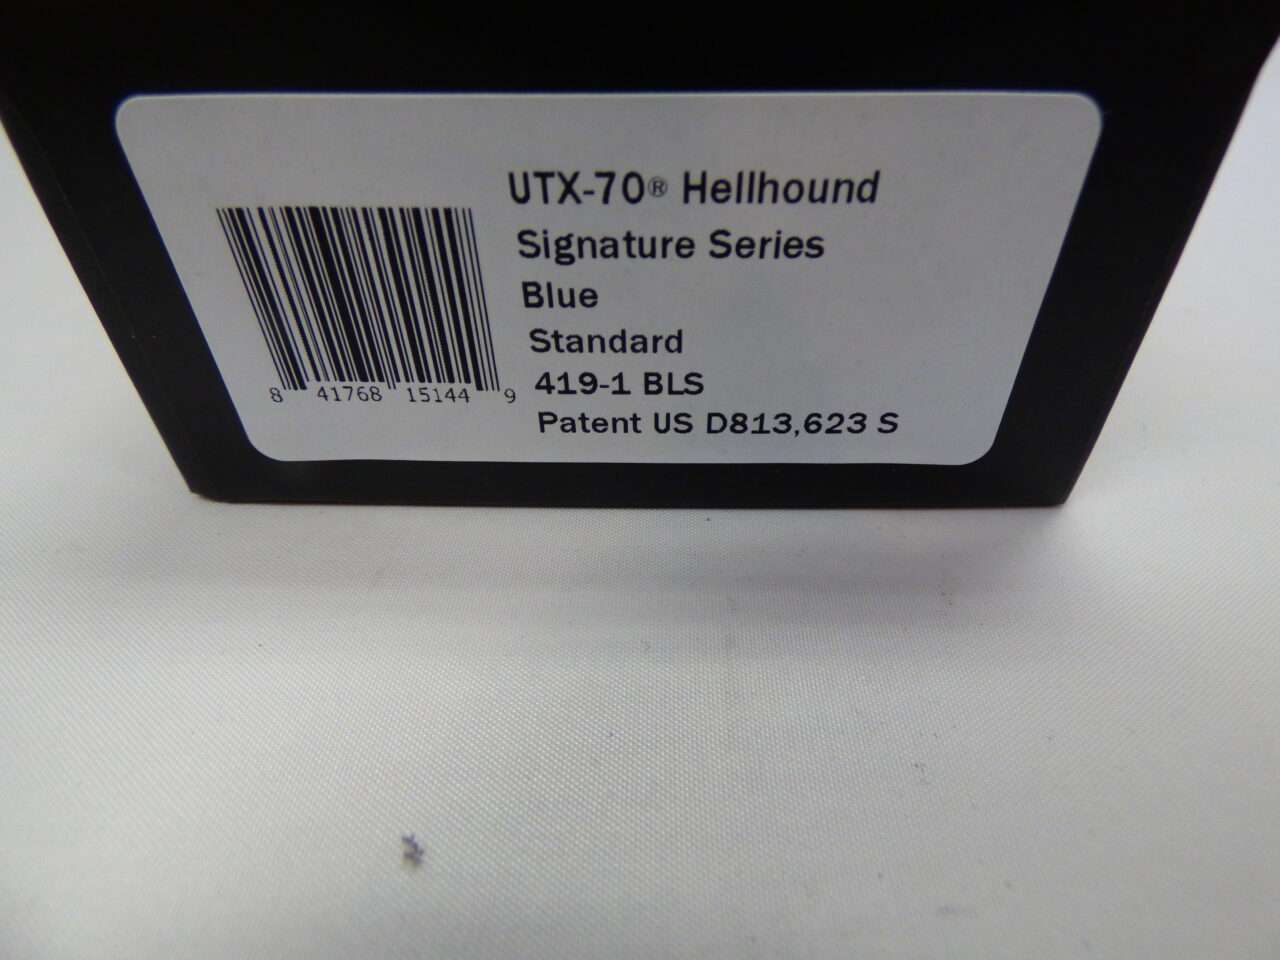 UTX-70® Hellhound
Signature Series
Blue
Standard
419-1 BLS
Patent US D813,623 S
8 41768 15144 9